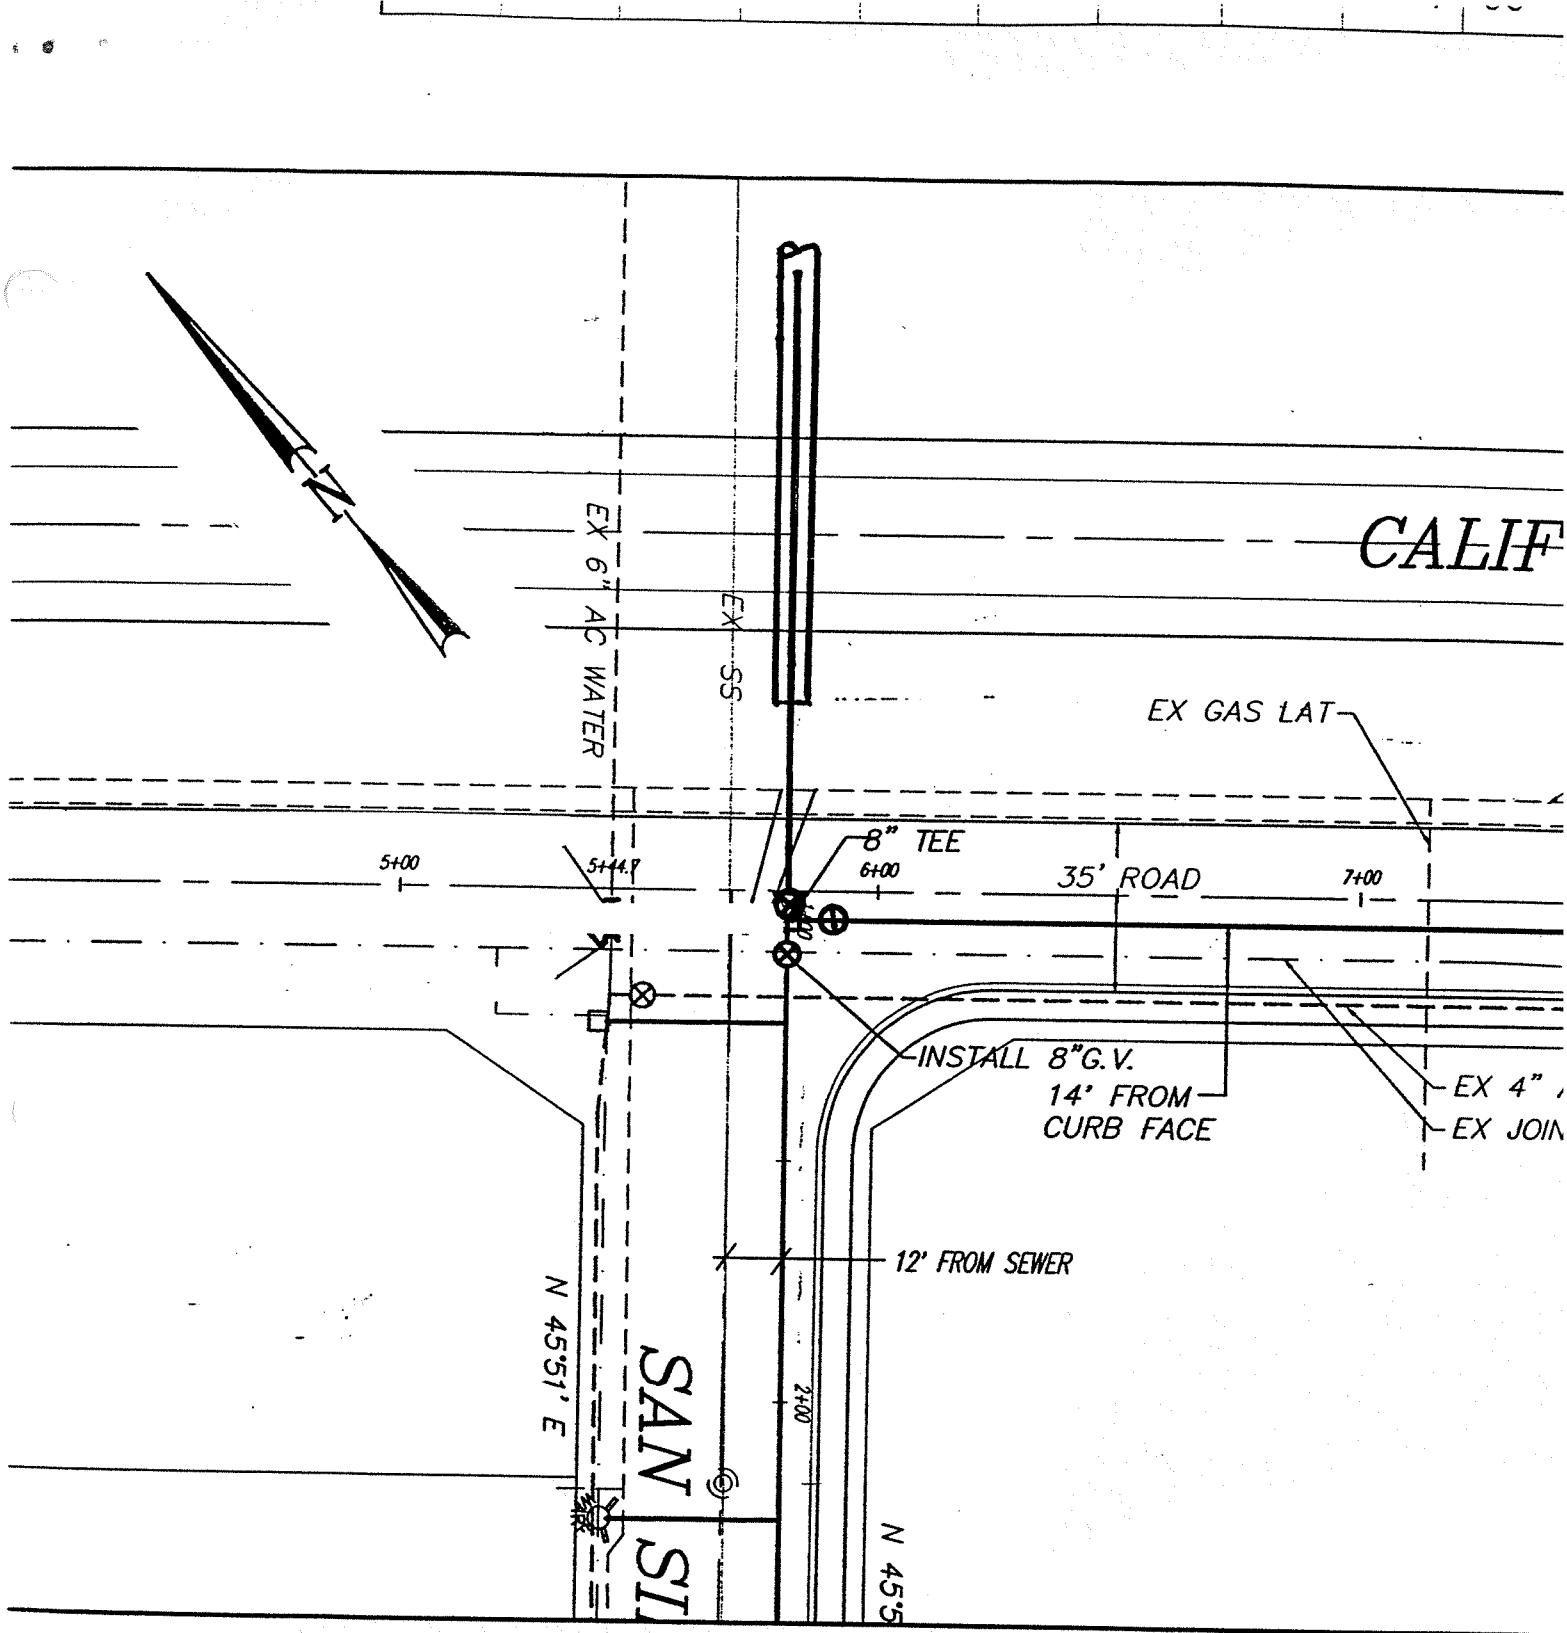 N
EX 6" AC WATER
EX SS
CALIF
EX GAS LAT
8" TEE
5+00
5+44.7
6+00
35' ROAD
7+00
INSTALL 8"G.V.
14' FROM
CURB FACE
EX 4"
EX JOIN
12' FROM SEWER
N 45°51' E
SAN SI
2+00
N 45°5